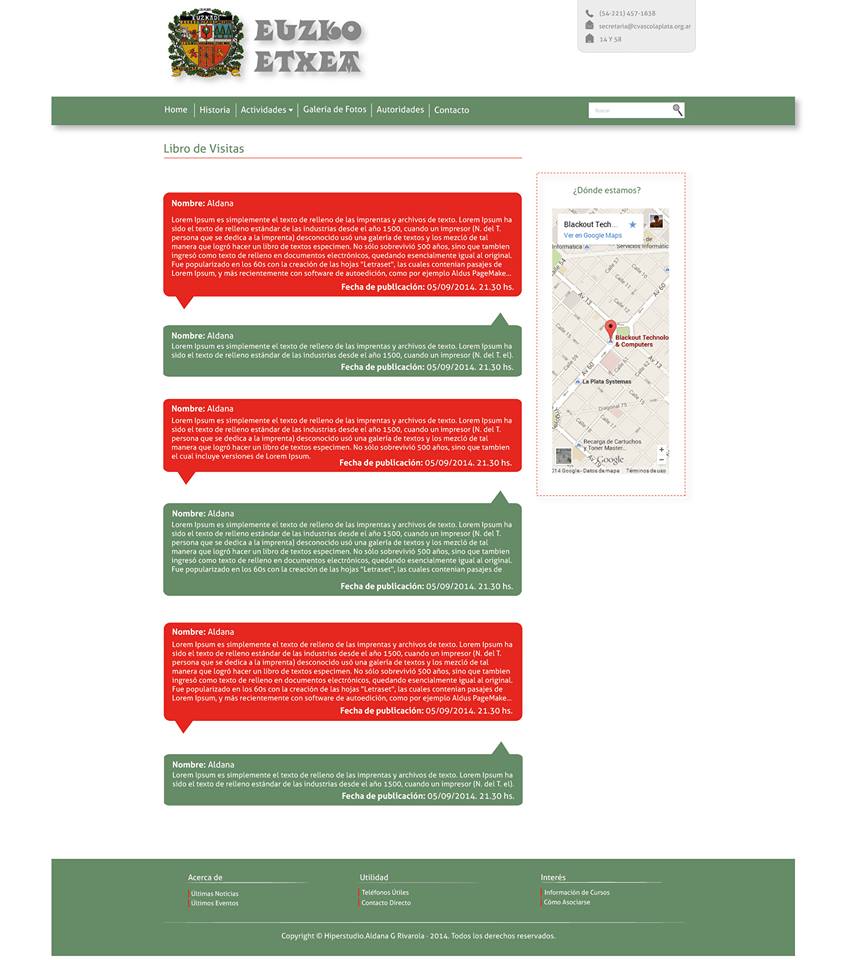 EUZKADI
EUZKO
ETXEA
(54-221) 457-1638
secretaria@cvascolaplata.org.ar
14 Y 58
Home Historia Actividades Galería de Fotos Autoridades Contacto
Buscar
Libro de Visitas
Nombre: Aldana
Lorem Ipsum es simplemente el texto de relleno de las imprentas y archivos de texto. Lorem Ipsum ha
sido el texto de relleno estándar de las industrias desde el año 1500, cuando un impresor (N. del T.
persona que se dedica a la imprenta) desconocido usó una galería de textos y los mezcló de tal
manera que logró hacer un libro de textos especimen. No sólo sobrevivió 500 años, sino que tambien
ingresó como texto de relleno en documentos electrónicos, quedando esencialmente igual al original.
Fue popularizado en los 60s con la creación de las hojas "Letraset", las cuales contenian pasajes de
Lorem Ipsum, y más recientemente con software de autoedición, como por ejemplo Aldus PageMake...
Fecha de publicación: 05/09/2014. 21.30 hs.
Nombre: Aldana
Lorem Ipsum es simplemente el texto de relleno de las imprentas y archivos de texto. Lorem Ipsum ha
sido el texto de relleno estándar de las industrias desde el año 1500, cuando un impresor (N. del T. el).
Fecha de publicación: 05/09/2014. 21.30 hs.
Nombre: Aldana
Lorem Ipsum es simplemente el texto de relleno de las imprentas y archivos de texto. Lorem Ipsum ha
sido el texto de relleno estándar de las industrias desde el año 1500, cuando un impresor (N. del T.
persona que se dedica a la imprenta) desconocido usó una galería de textos y los mezcló de tal
manera que logró hacer un libro de textos especimen. No sólo sobrevivió 500 años, sino que tambien
el cual incluye versiones de Lorem Ipsum.
Fecha de publicación: 05/09/2014. 21.30 hs.
Nombre: Aldana
Lorem Ipsum es simplemente el texto de relleno de las imprentas y archivos de texto. Lorem Ipsum ha
sido el texto de relleno estándar de las industrias desde el año 1500, cuando un impresor (N. del T.
persona que se dedica a la imprenta) desconocido usó una galería de textos y los mezcló de tal
manera que logró hacer un libro de textos especimen. No sólo sobrevivió 500 años, sino que tambien
ingresó como texto de relleno en documentos electrónicos, quedando esencialmente igual al original.
Fue popularizado en los 60s con la creación de las hojas "Letraset", las cuales contenian pasajes de
Fecha de publicación: 05/09/2014. 21.30 hs.
Nombre: Aldana
Lorem Ipsum es simplemente el texto de relleno de las imprentas y archivos de texto. Lorem Ipsum ha
sido el texto de relleno estándar de las industrias desde el año 1500, cuando un impresor (N. del T.
persona que se dedica a la imprenta) desconocido usó una galería de textos y los mezcló de tal
manera que logró hacer un libro de textos especimen. No sólo sobrevivió 500 años, sino que tambien
ingresó como texto de relleno en documentos electrónicos, quedando esencialmente igual al original.
Fue popularizado en los 60s con la creación de las hojas "Letraset", las cuales contenian pasajes de
Lorem Ipsum, y más recientemente con software de autoedición, como por ejemplo Aldus PageMake...
Fecha de publicación: 05/09/2014. 21.30 hs.
Nombre: Aldana
Lorem Ipsum es simplemente el texto de relleno de las imprentas y archivos de texto. Lorem Ipsum ha
sido el texto de relleno estándar de las industrias desde el año 1500, cuando un impresor (N. del T. el).
Fecha de publicación: 05/09/2014. 21.30 hs.
¿Dónde estamos?
Blackout Tech...
Ver en Google Maps
de
Informatica
Servicios Informátic
Calle 54
Calle 57
Calle 10
Av 13
Av 60
Calle 12
Blackout Technolo
& Computers
La Plata Systemas
Diagonal 75
Av 60
Recarga de Cartuchos
y Toner Master...
Av 19
Google
014 Google - Datos de mapa Términos de uso
Acerca de
Últimas Noticias
Últimos Eventos
Utilidad
Teléfonos Útiles
Contacto Directo
Interés
Información de Cursos
Cómo Asociarse
Copyright © Hiperstudio.Aldana G Rivarola - 2014. Todos los derechos reservados.